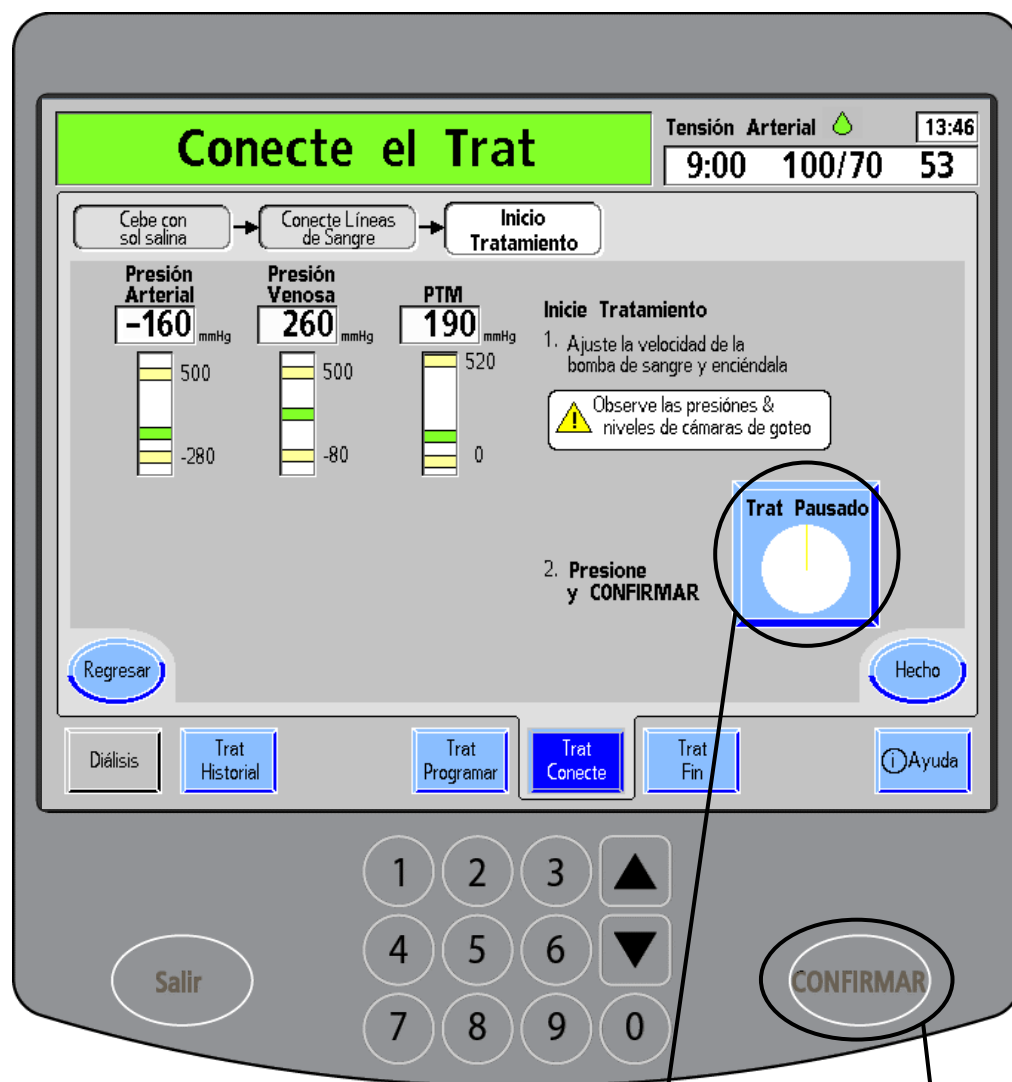 Conecte el Trat
Tensión Arterial
13:46
9:00 100/70 53
Cebe con
sol salina
Conecte Líneas
de Sangre
Inicio
Tratamiento
Presión
Arterial
-160 mmHg
500
-280
Presión
Venosa
260 mmHg
500
-80
PTM
190 mmHg
520
0
Inicie Tratamiento
1. Ajuste la velocidad de la
bomba de sangre y enciéndala
Observe las presiónes &
niveles de cámaras de goteo
Trat Pausado
2. Presione
y CONFIRMAR
Regresar
Hecho
Diálisis
Trat
Historial
Trat
Programar
Trat
Conecte
Trat
Fin
i Ayuda
1 2 3
4 5 6
7 8 9 0
Salir
CONFIRMAR